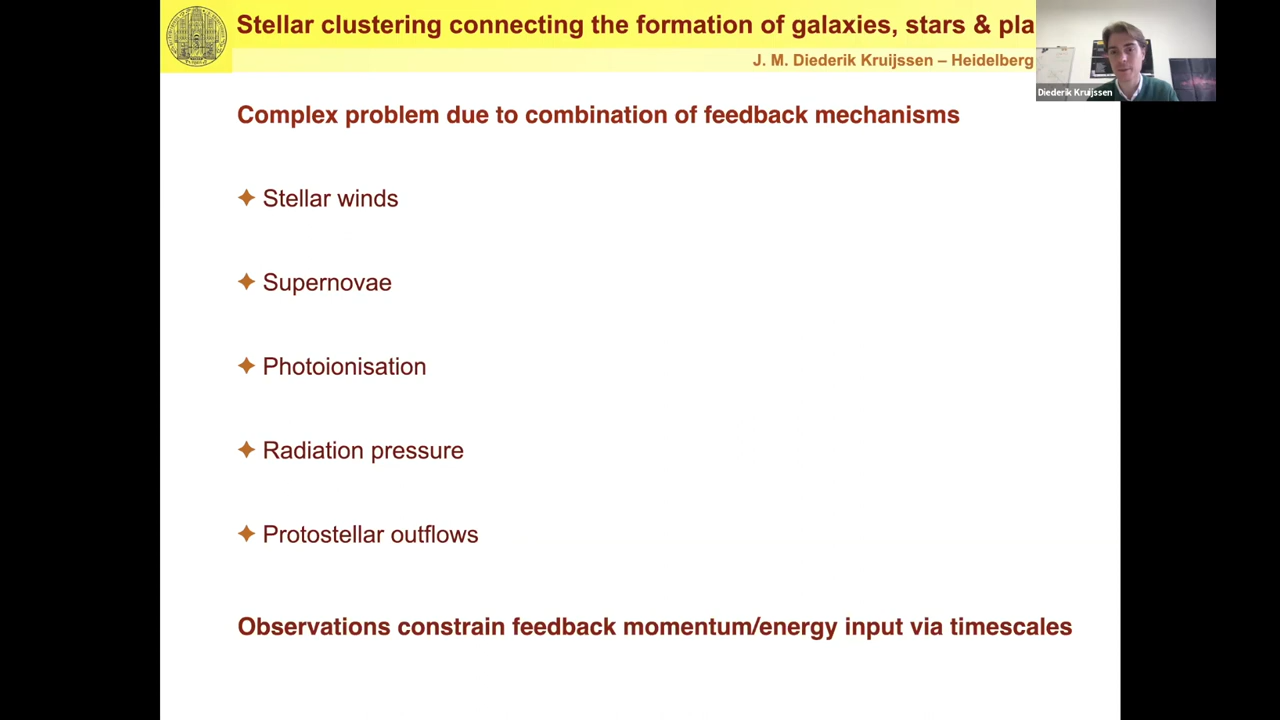 Stellar clustering connecting the formation of galaxies, stars & pla
J. M. Diederik Kruijssen – Heidelberg
Diederik Kruijssen
Complex problem due to combination of feedback mechanisms
✦ Stellar winds
✦ Supernovae
✦ Photoionisation
✦ Radiation pressure
✦ Protostellar outflows
Observations constrain feedback momentum/energy input via timescales